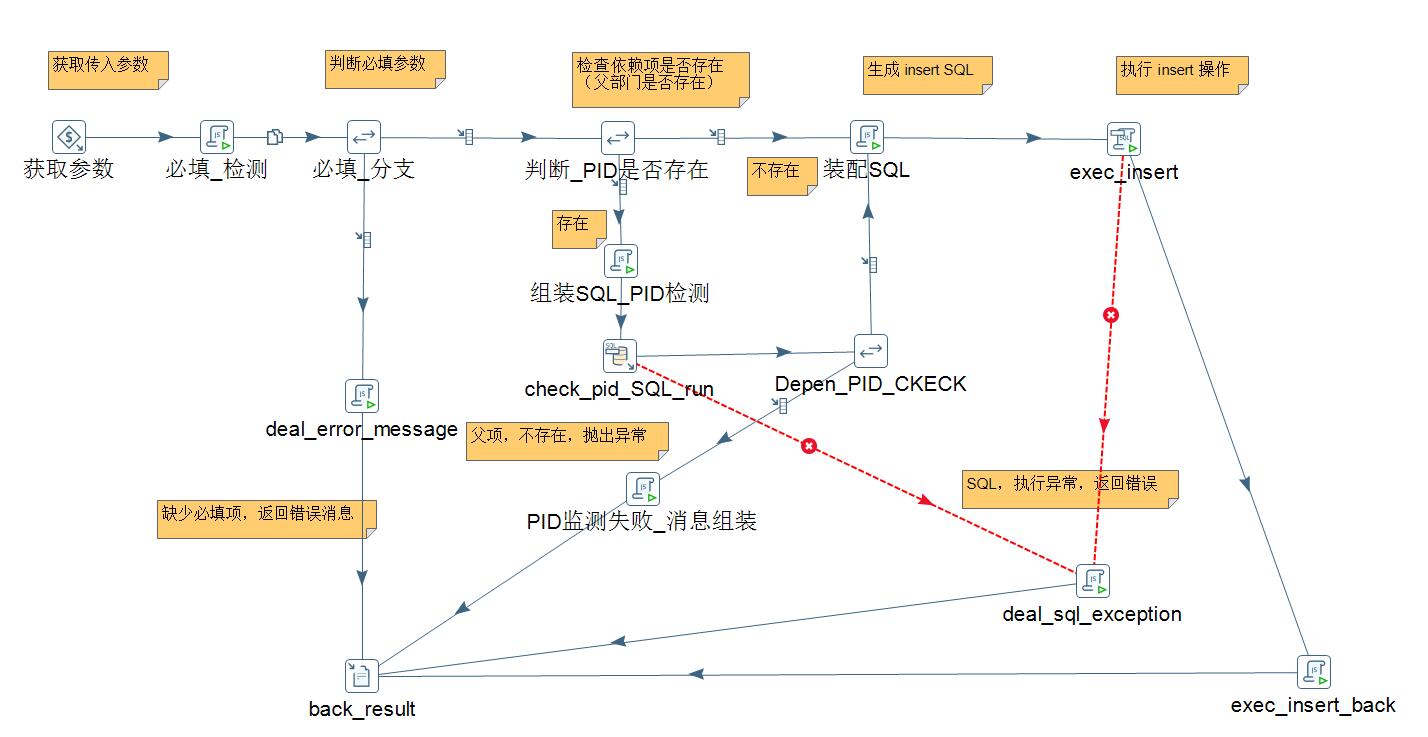 获取传入参数
判断必填参数
检查依赖项是否存在
（父部门是否存在）
生成 insert SQL
执行 insert 操作
获取参数
必填_检测
必填_分支
判断_PID是否存在
不存在
装配SQL
exec_insert
存在
组装SQL_PID检测
check_pid_SQL_run
Depen_PID_CKECK
deal_error_message
父项，不存在，抛出异常
SQL，执行异常，返回错误
缺少必填项，返回错误消息
PID监测失败_消息组装
deal_sql_exception
back_result
exec_insert_back